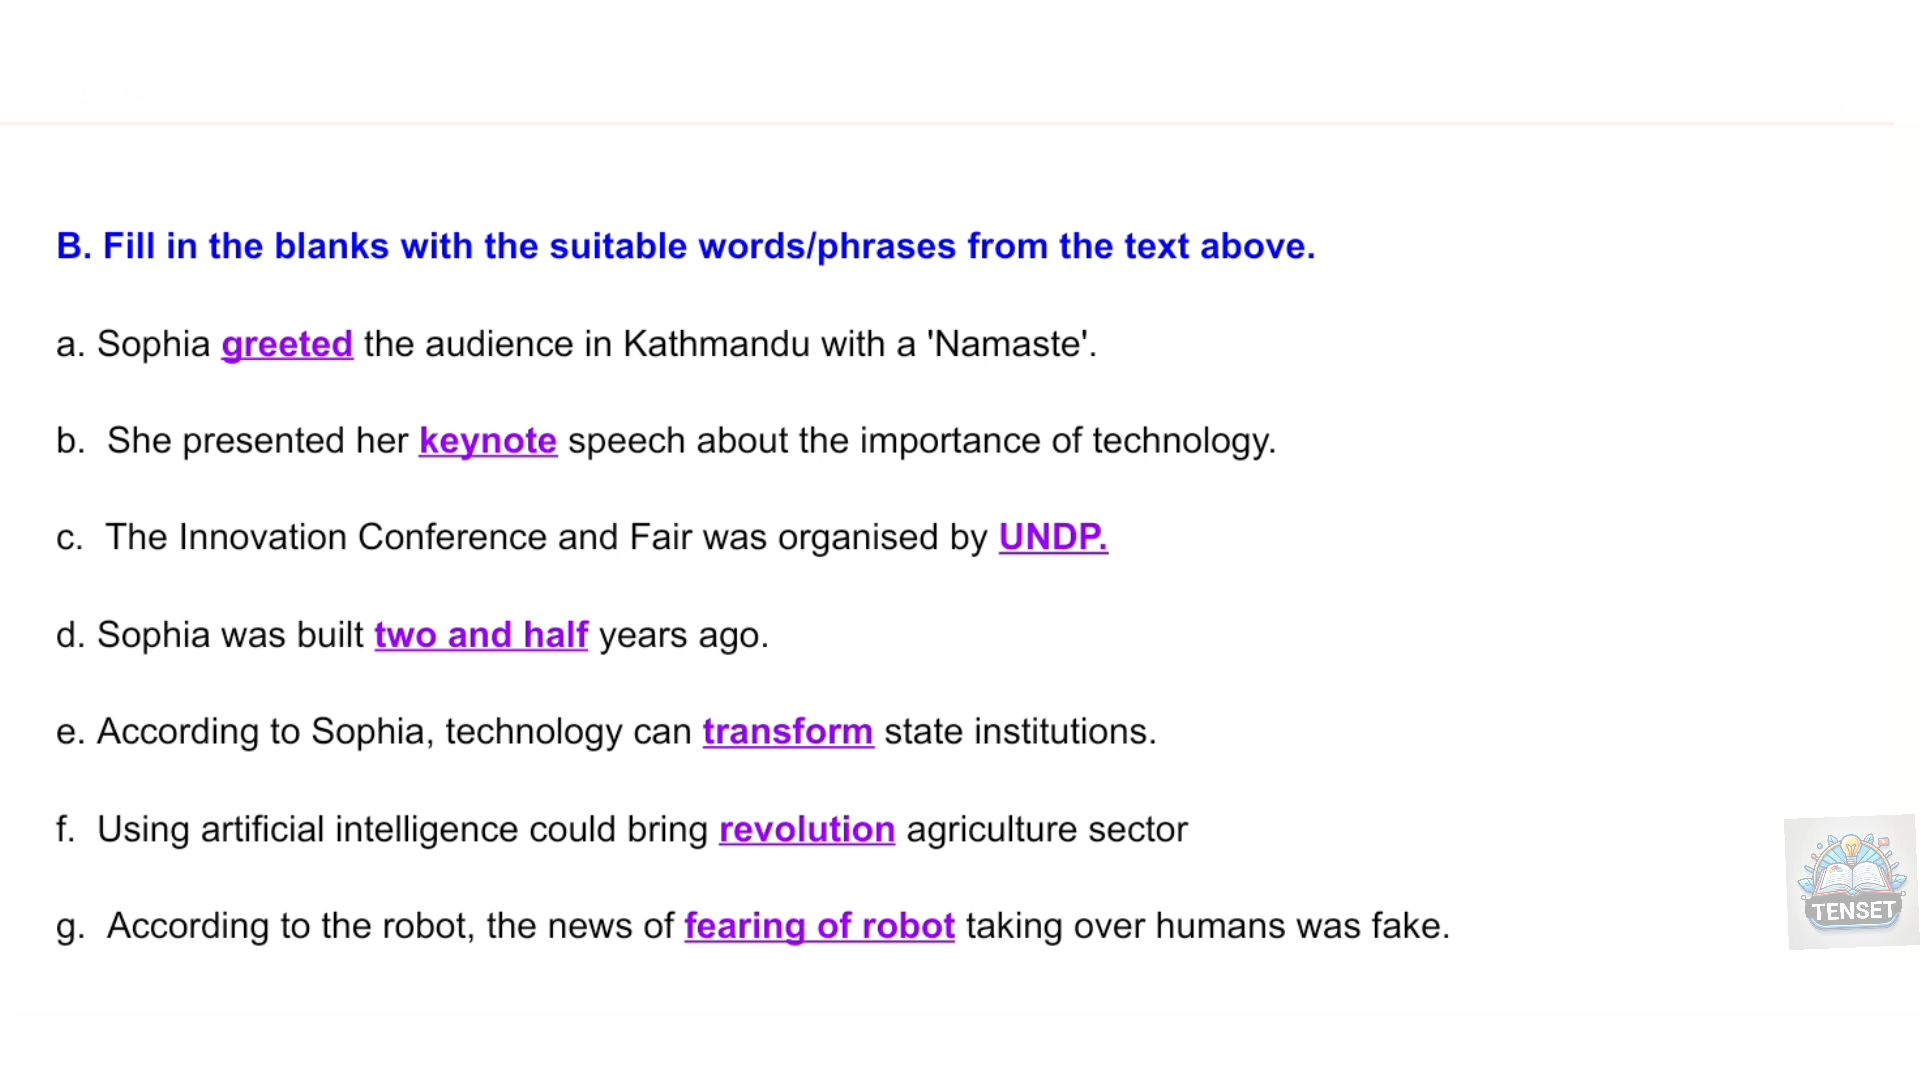 B. Fill in the blanks with the suitable words/phrases from the text above.
a. Sophia greeted the audience in Kathmandu with a 'Namaste'.
b. She presented her keynote speech about the importance of technology.
c. The Innovation Conference and Fair was organised by UNDP.
d. Sophia was built two and half years ago.
e. According to Sophia, technology can transform state institutions.
f. Using artificial intelligence could bring revolution agriculture sector
g. According to the robot, the news of fearing of robot taking over humans was fake.
TENSET